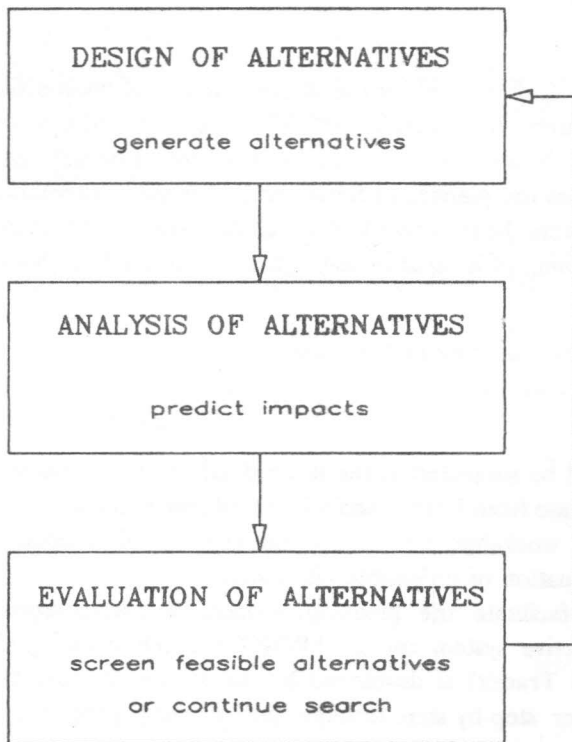 DESIGN OF ALTERNATIVES
generate alternatives
ANALYSIS OF ALTERNATIVES
predict impacts
EVALUATION OF ALTERNATIVES
screen feasible alternatives
or continue search